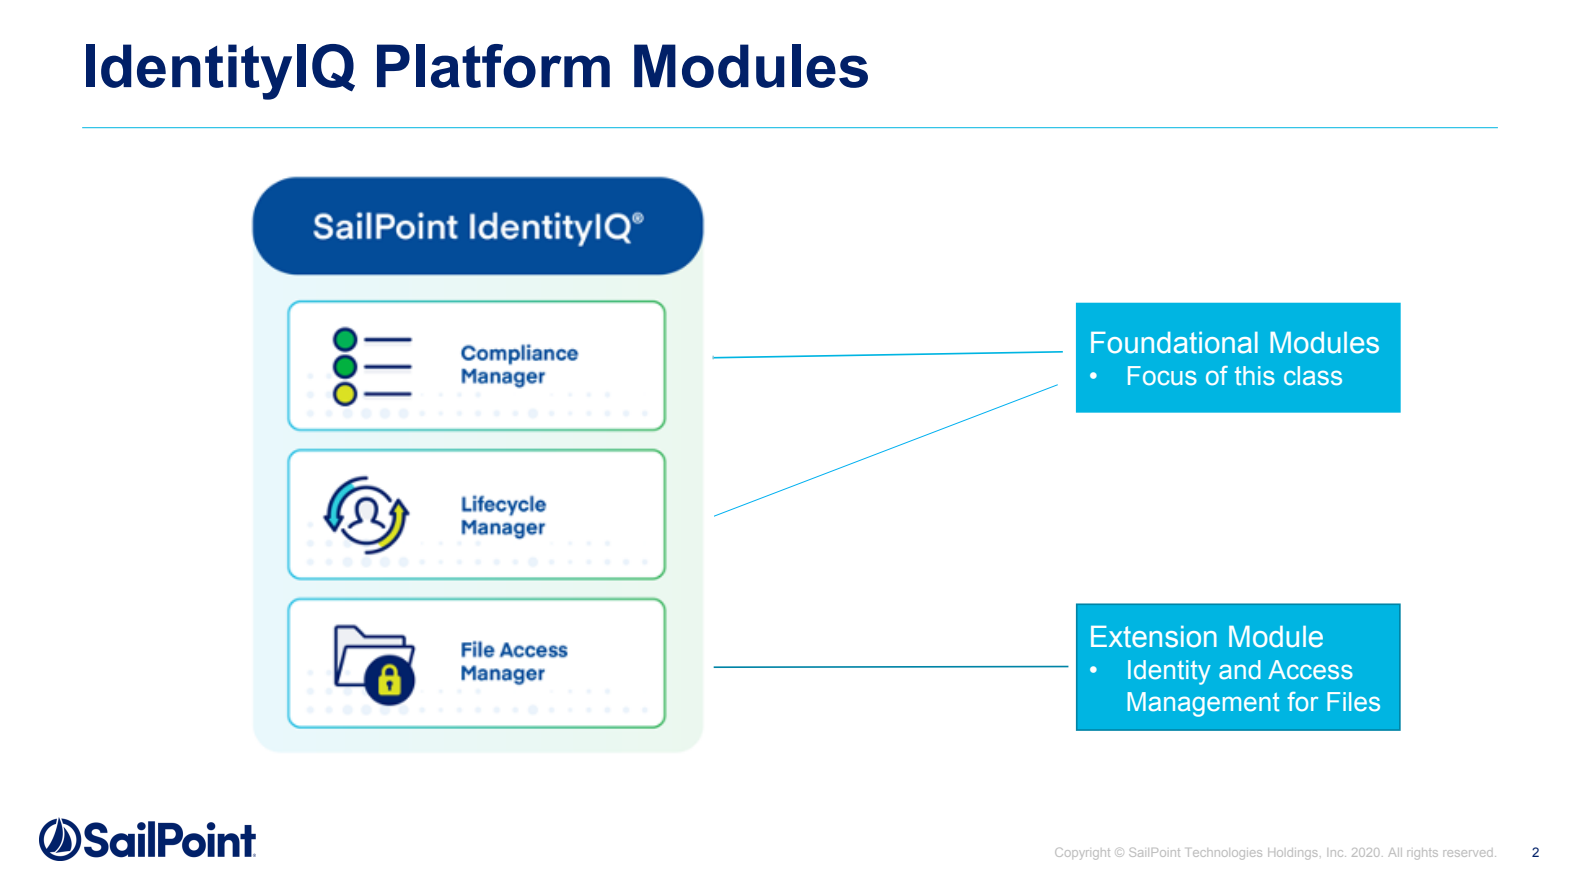 IdentityIQ Platform Modules
SailPoint IdentityIQ®
Compliance
Manager
Lifecycle
Manager
File Access
Manager
Foundational Modules
• Focus of this class
Extension Module
• Identity and Access
Management for Files
SailPoint.
Copyright © SailPoint Technologies Holdings, Inc. 2020. All rights reserved.
2